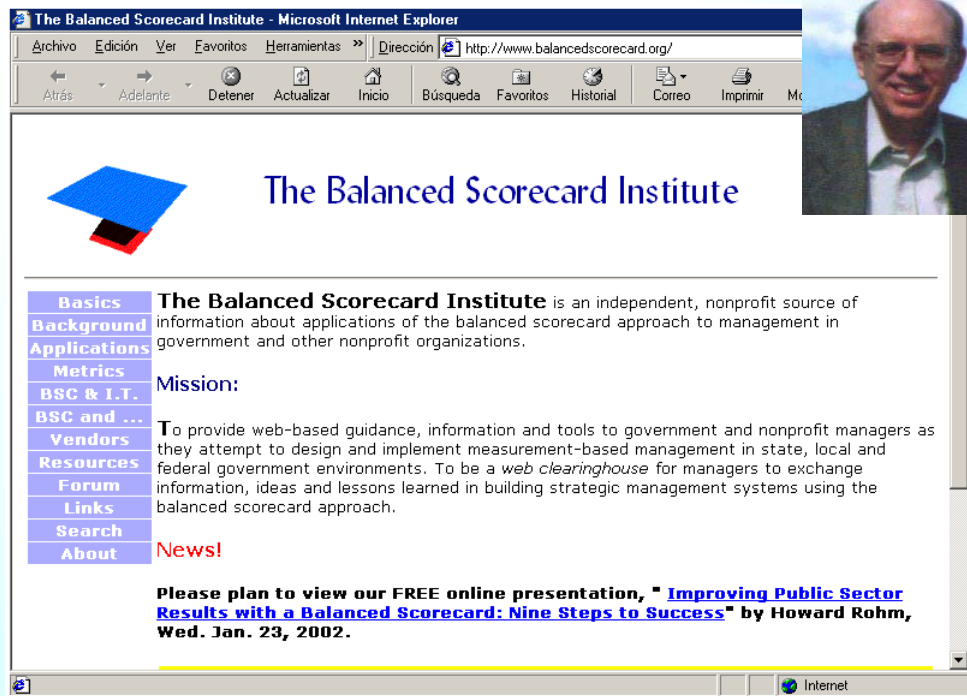 The Balanced Scorecard Institute - Microsoft Internet Explorer
Archivo Edición Ver Favoritos Herramientas » Dirección http://www.balancedscorecard.org/
Atrás Adelante Detener Actualizar Inicio Búsqueda Favoritos Historial Correo Imprimir
The Balanced Scorecard Institute
Basics
Background
Applications
Metrics
BSC & I.T.
BSC and ...
Vendors
Resources
Forum
Links
Search
About
The Balanced Scorecard Institute is an independent, nonprofit source of
information about applications of the balanced scorecard approach to management in
government and other nonprofit organizations.
Mission:
To provide web-based guidance, information and tools to government and nonprofit managers as
they attempt to design and implement measurement-based management in state, local and
federal government environments. To be a web clearinghouse for managers to exchange
information, ideas and lessons learned in building strategic management systems using the
balanced scorecard approach.
News!
Please plan to view our FREE online presentation, " Improving Public Sector
Results with a Balanced Scorecard: Nine Steps to Success" by Howard Rohm,
Wed. Jan. 23, 2002.
Internet